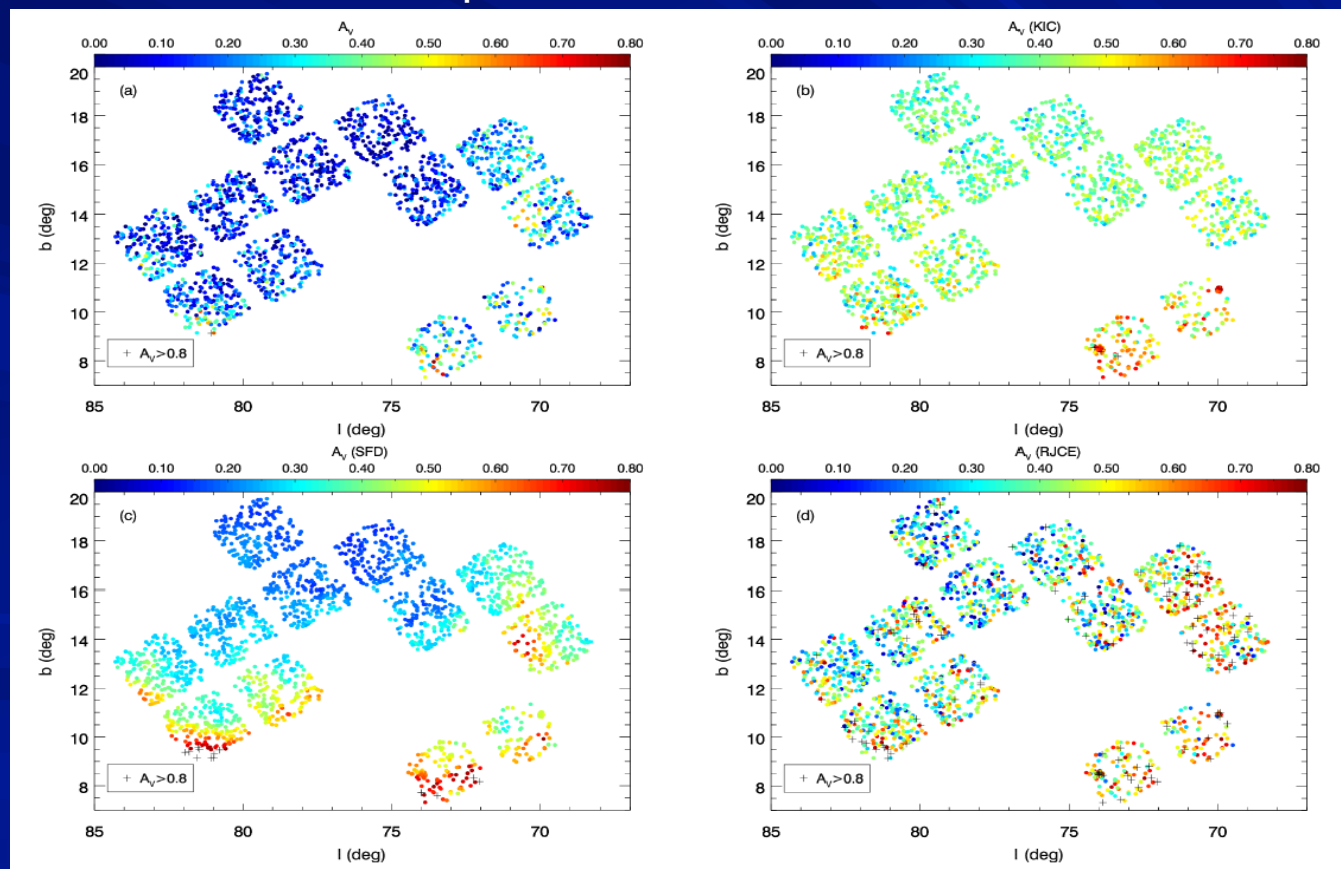 A_V A_V (KIC)
0.00 0.10 0.20 0.30 0.40 0.50 0.60 0.70 0.80 0.00 0.10 0.20 0.30 0.40 0.50 0.60 0.70 0.80
20 (a) 20 (b)
18 18
16 16
14 14
b (deg) b (deg)
12 12
10 10
+ A_V>0.8 + A_V>0.8
8 8
85 80 75 70 85 80 75 70
l (deg) l (deg)
A_V (SFD) A_V (RJCE)
0.00 0.10 0.20 0.30 0.40 0.50 0.60 0.70 0.80 0.00 0.10 0.20 0.30 0.40 0.50 0.60 0.70 0.80
20 (c) 20 (d)
18 18
16 16
14 14
b (deg) b (deg)
12 12
10 10
+ A_V>0.8 + A_V>0.8
8 8
85 80 75 70 85 80 75 70
l (deg) l (deg)